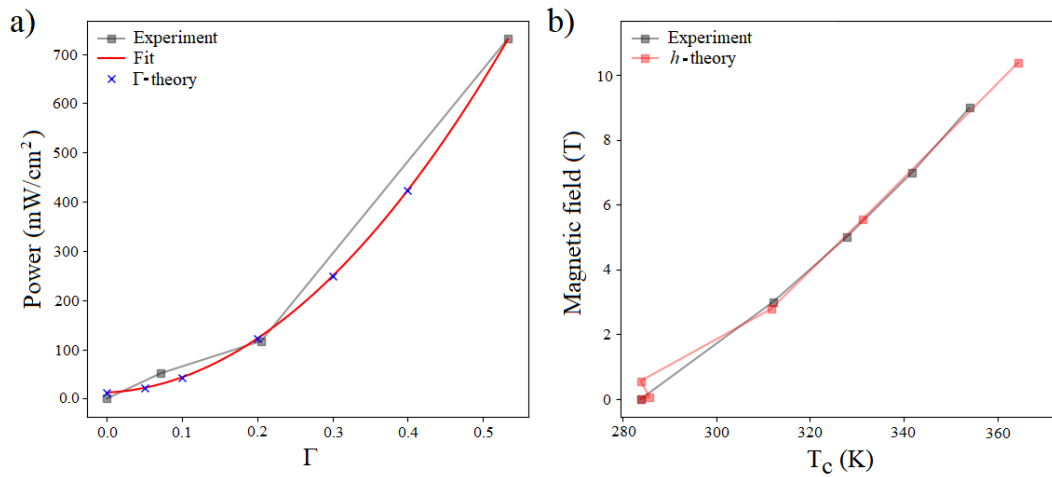 a)
Power (mW/cm²)
700
600
500
400
300
200
100
0.0
Experiment
Fit
Γ-theory
0.0 0.1 0.2 0.3 0.4 0.5
Γ
b)
Magnetic field (T)
10
8
6
4
2
0
Experiment
h-theory
280 300 320 340 360
T_c (K)